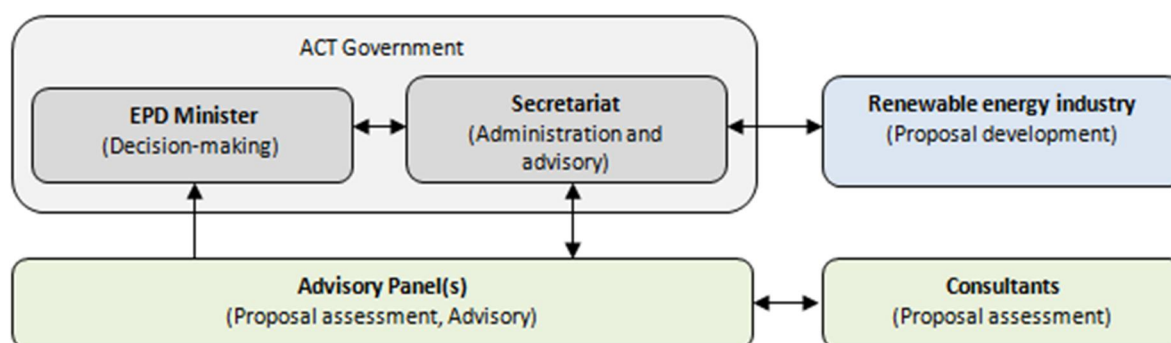 ACT Government
EPD Minister
(Decision-making)
Secretariat
(Administration and
advisory)
Renewable energy industry
(Proposal development)
Advisory Panel(s)
(Proposal assessment, Advisory)
Consultants
(Proposal assessment)